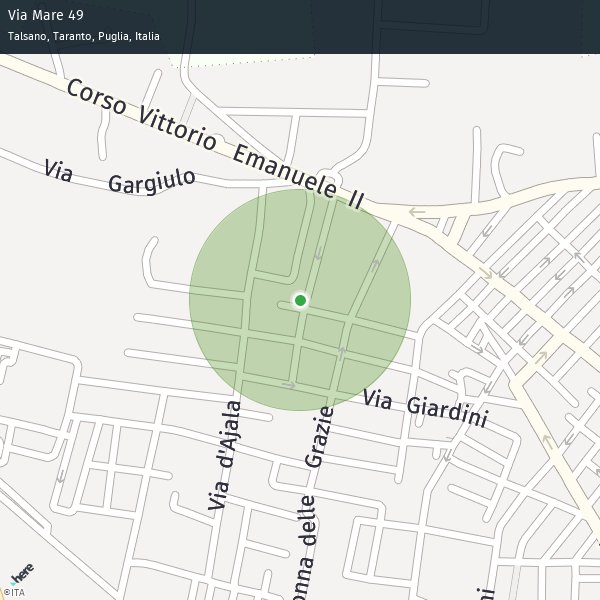 Via Mare 49
Talsano, Taranto, Puglia, Italia
Corso Vittorio Emanuele II
Via Gargiulo
Via Giardini
Via d'Ajala
onna delle Grazie
ni
here
©ITA